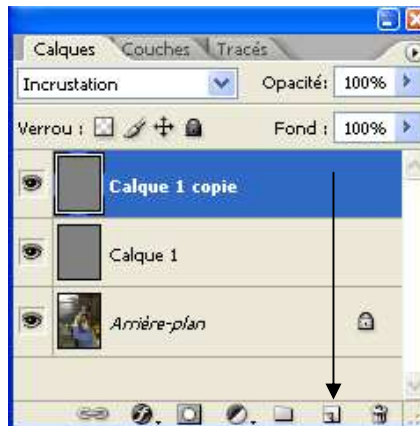 Calques Couches Tracés
Incrustation Opacité: 100%
Verrou : Fond : 100%
Calque 1 copie
Calque 1
Arrière-plan